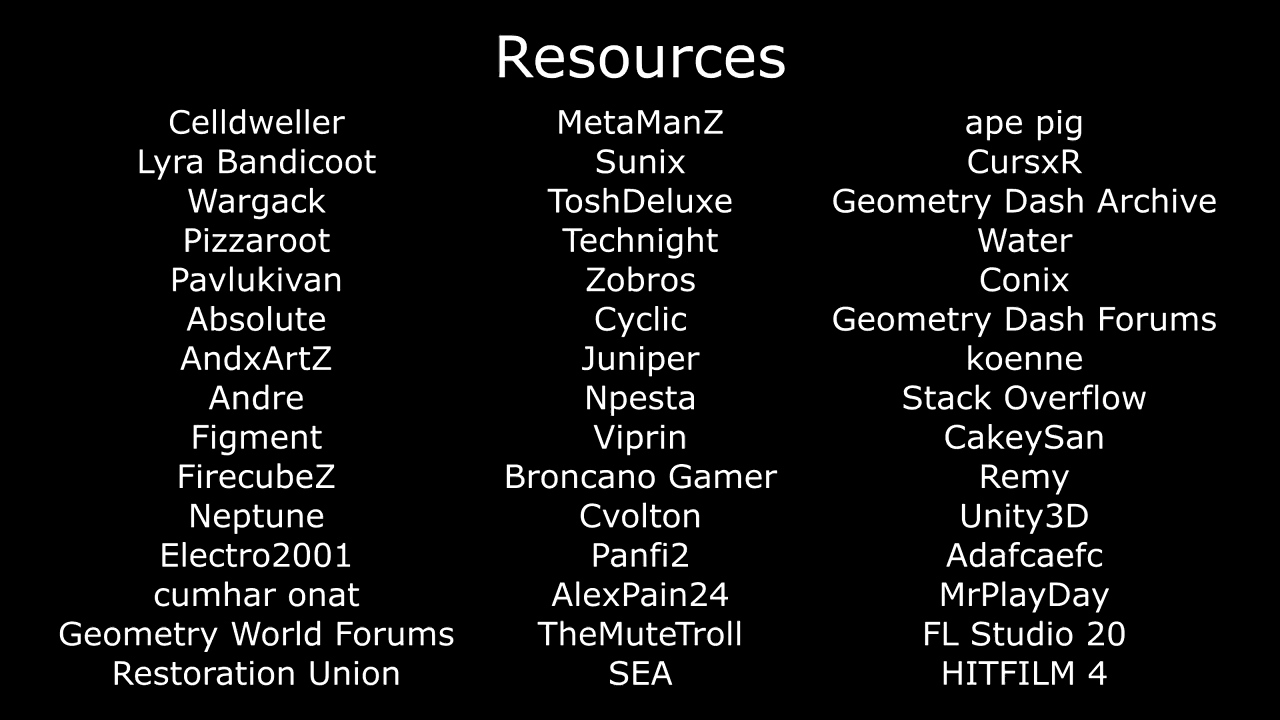 Resources
Celldweller
Lyra Bandicoot
Wargack
Pizzaroot
Pavlukivan
Absolute
AndxArtZ
Andre
Figment
FirecubeZ
Neptune
Electro2001
cumhar onat
Geometry World Forums
Restoration Union
MetaManZ
Sunix
ToshDeluxe
Technight
Zobros
Cyclic
Juniper
Npesta
Viprin
Broncano Gamer
Cvolton
Panfi2
AlexPain24
TheMuteTroll
SEA
ape pig
CursxR
Geometry Dash Archive
Water
Conix
Geometry Dash Forums
koenne
Stack Overflow
CakeySan
Remy
Unity3D
Adafcaefc
MrPlayDay
FL Studio 20
HITFILM 4